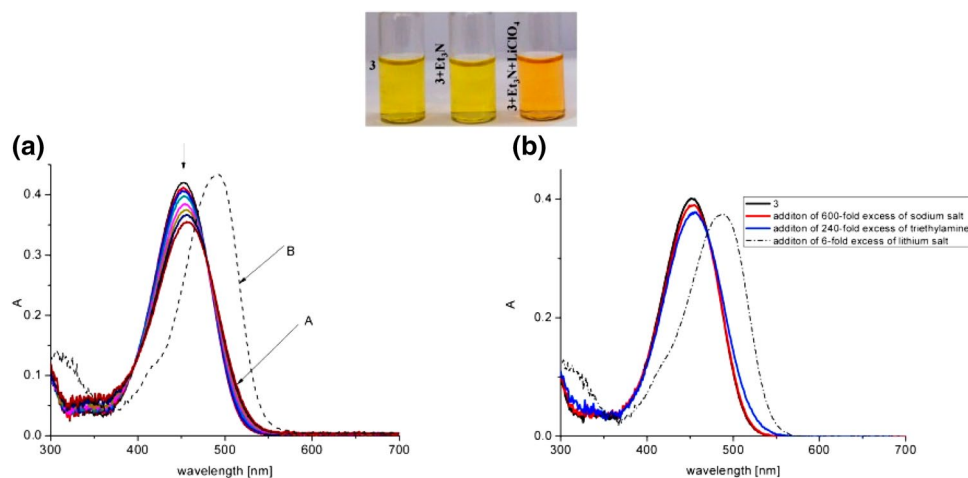 3
3+Et3N
3+Et3N+LiClO4
(a)
(b)
A
0.4
0.3
0.2
0.1
0.0
B
A
300
400
500
600
700
wavelength [nm]
A
0.4
0.2
0.0
3
additon of 600-fold excess of sodium salt
additon of 240-fold excess of triethylamine
additon of 6-fold excess of lithium salt
300
400
500
600
700
wavelength [nm]